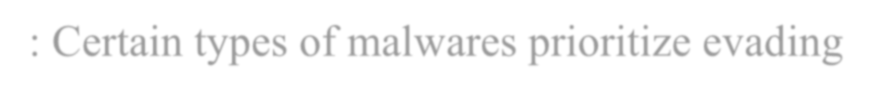 : Certain types of malwares prioritize evading